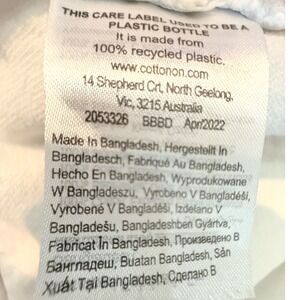 THIS CARE LABEL USED TO BE A
PLASTIC BOTTLE
It is made from
100% recycled plastic.
www.cottonon.com
14 Shepherd Crt, North Geelong,
Vic, 3215 Australia
2053326 BBBD Apr/2022
Made In Bangladesh, Hergestellt In
Bangladesch, Fabriqué Au Bangladesh,
Hecho En Bangladesh, Wyprodukowane
W Bangladeszu, Vyrobeno V Bangladéši,
Vyrobené V Bangladéši, Izdelano V
Bangladešu, Bangladeshben Gyártva,
Fabricat În Bangladesh, Произведено В
Бангладеш, Buatan Bangladesh, Sản
Xuất Tại Bangladesh, Сделано В